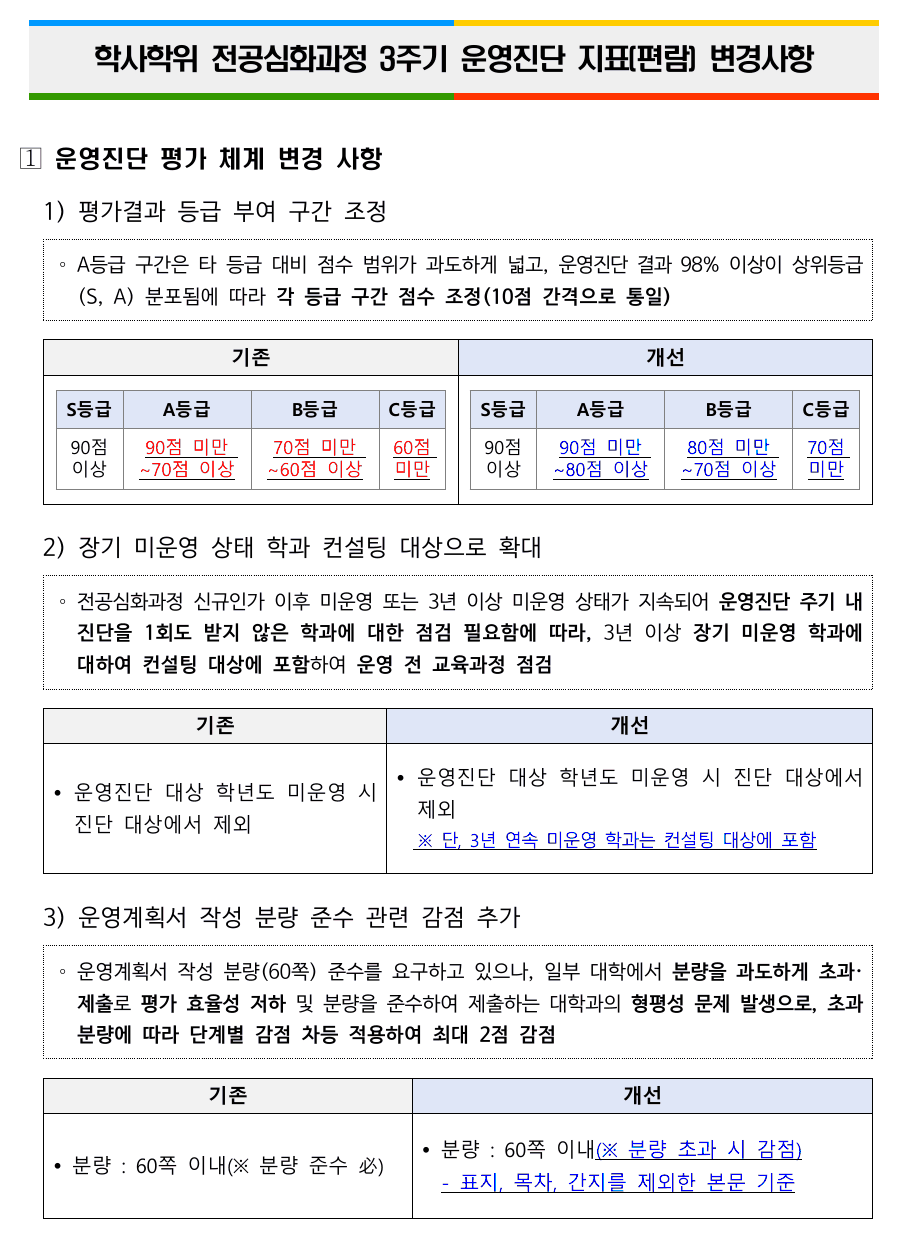 학사학위 전공심화과정 3주기 운영진단 지표(편람) 변경사항
1 운영진단 평가 체계 변경 사항
1) 평가결과 등급 부여 구간 조정
◦ A등급 구간은 타 등급 대비 점수 범위가 과도하게 넓고, 운영진단 결과 98% 이상이 상위등급
(S, A) 분포됨에 따라 각 등급 구간 점수 조정(10점 간격으로 통일)
기존 개선
S등급 A등급 B등급 C등급 S등급 A등급 B등급 C등급
90점 90점 미만 70점 미만 60점 90점 90점 미만 80점 미만 70점
이상 ~70점 이상 ~60점 이상 미만 이상 ~80점 이상 ~70점 이상 미만
2) 장기 미운영 상태 학과 컨설팅 대상으로 확대
◦ 전공심화과정 신규인가 이후 미운영 또는 3년 이상 미운영 상태가 지속되어 운영진단 주기 내
진단을 1회도 받지 않은 학과에 대한 점검 필요함에 따라, 3년 이상 장기 미운영 학과에
대하여 컨설팅 대상에 포함하여 운영 전 교육과정 점검
기존 개선
• 운영진단 대상 학년도 미운영 시
진단 대상에서 제외
• 운영진단 대상 학년도 미운영 시 진단 대상에서
제외
※ 단, 3년 연속 미운영 학과는 컨설팅 대상에 포함
3) 운영계획서 작성 분량 준수 관련 감점 추가
◦ 운영계획서 작성 분량(60쪽) 준수를 요구하고 있으나, 일부 대학에서 분량을 과도하게 초과·
제출로 평가 효율성 저하 및 분량을 준수하여 제출하는 대학과의 형평성 문제 발생으로, 초과
분량에 따라 단계별 감점 차등 적용하여 최대 2점 감점
기존 개선
• 분량 : 60쪽 이내(※ 분량 준수 必)
• 분량 : 60쪽 이내(※ 분량 초과 시 감점)
- 표지, 목차, 간지를 제외한 본문 기준